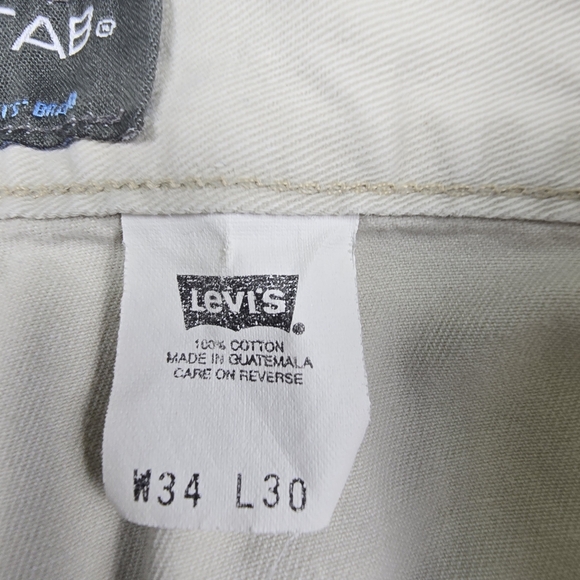 TAB®
Levi's®
100% COTTON
MADE IN GUATEMALA
CARE ON REVERSE
W34 L30